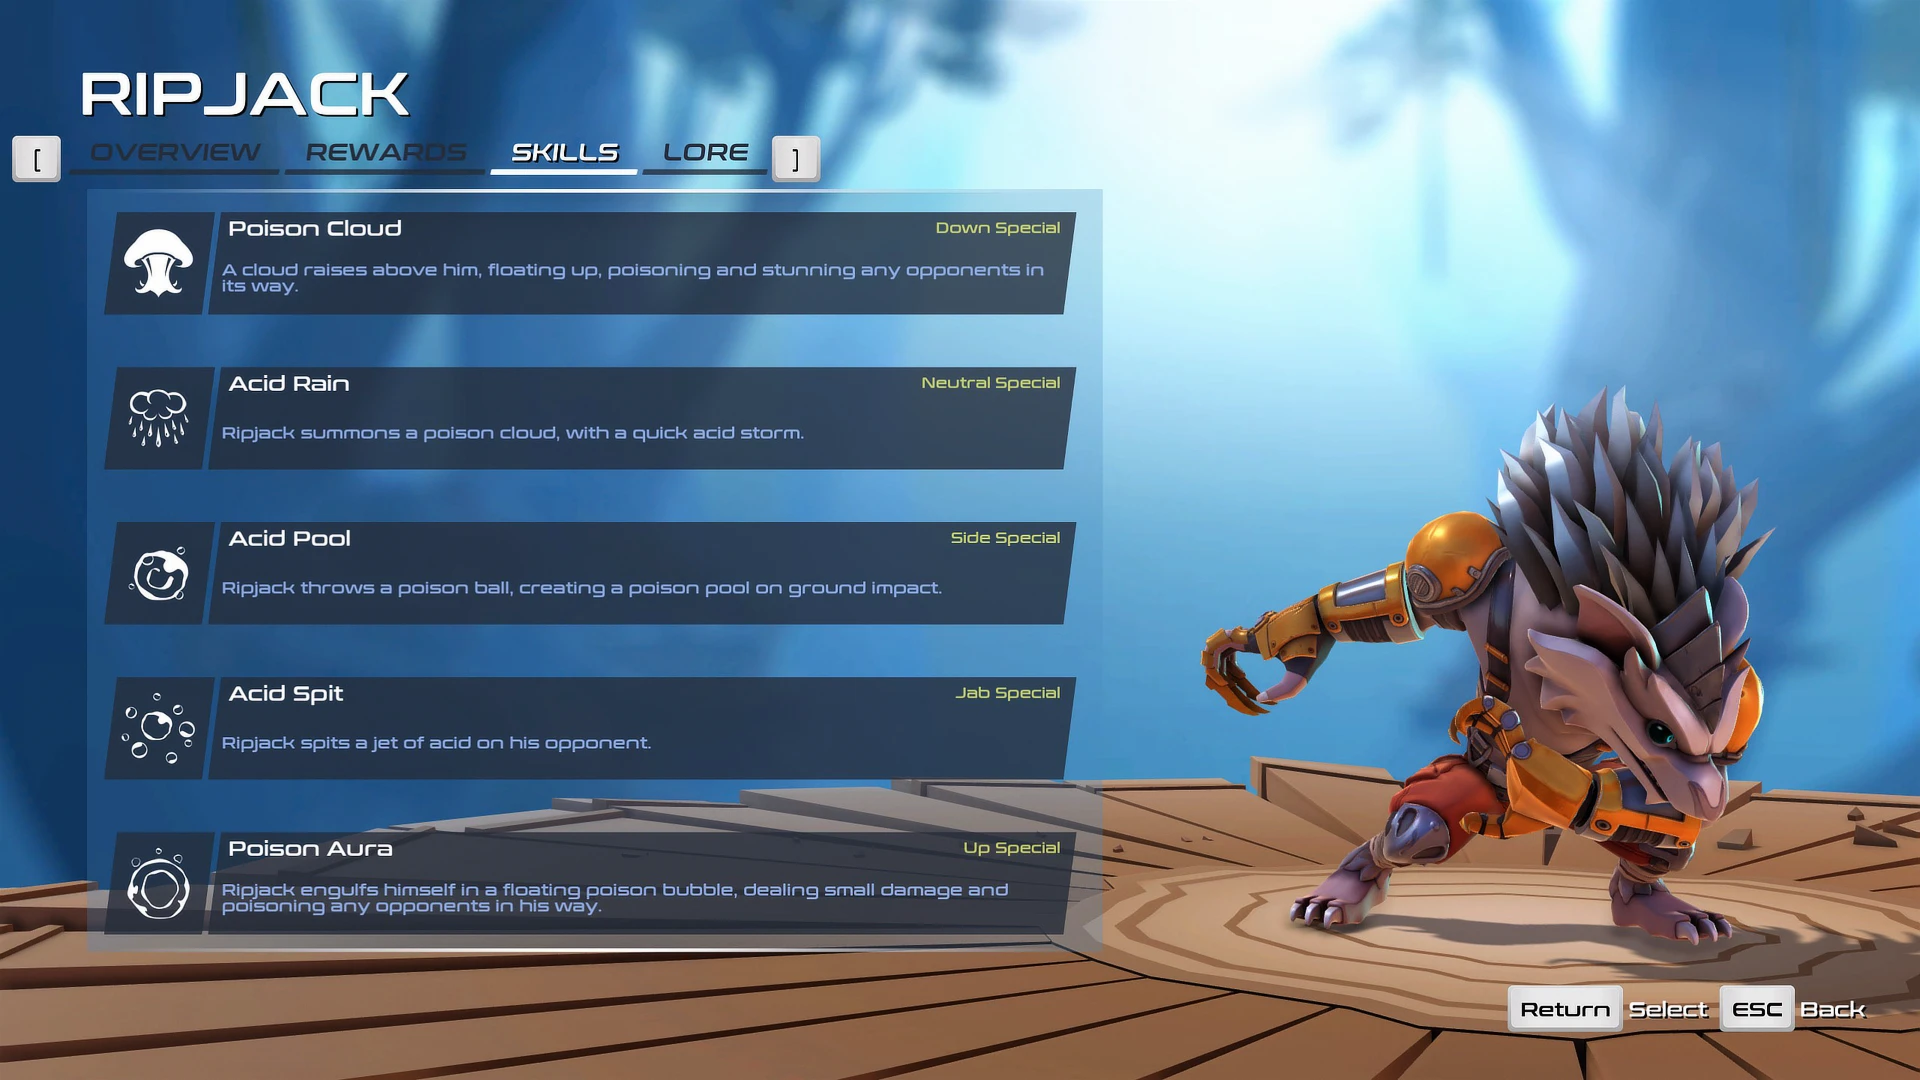 RIPJACK
[ OVERVIEW REWARDS SKILLS LORE ]
Poison Cloud Down Special
A cloud raises above him, floating up, poisoning and stunning any opponents in
its way.
Acid Rain Neutral Special
Ripjack summons a poison cloud, with a quick acid storm.
Acid Pool Side Special
Ripjack throws a poison ball, creating a poison pool on ground impact.
Acid Spit Jab Special
Ripjack spits a jet of acid on his opponent.
Poison Aura Up Special
Ripjack engulfs himself in a floating poison bubble, dealing small damage and
poisoning any opponents in his way.
Return Select ESC Back